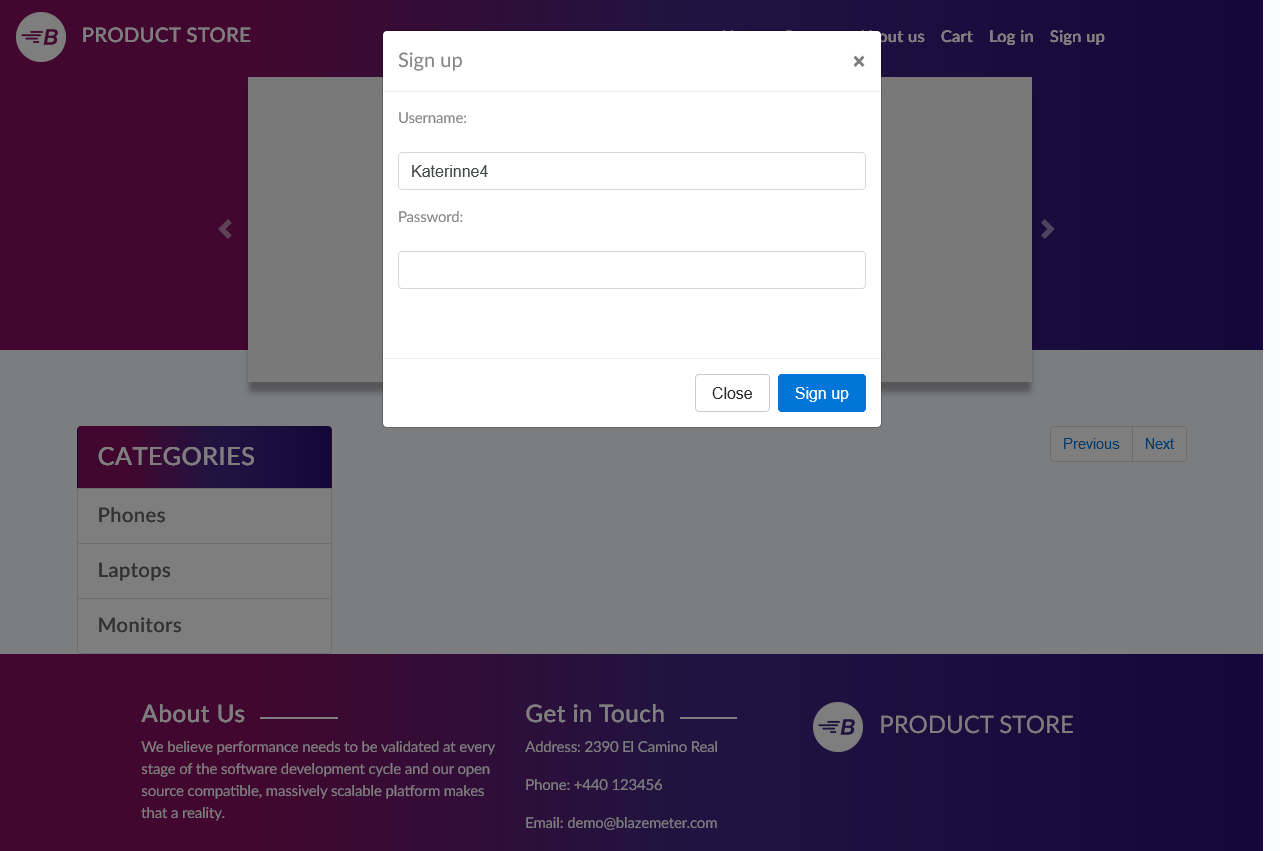 PRODUCT STORE
out us Cart Log in Sign up
Sign up
×
Username:
Katerinne4
Password:
Close Sign up
CATEGORIES
Phones
Laptops
Monitors
Previous Next
About Us
We believe performance needs to be validated at every
stage of the software development cycle and our open
source compatible, massively scalable platform makes
that a reality.
Get in Touch
Address: 2390 El Camino Real
Phone: +440 123456
Email: demo@blazemeter.com
B PRODUCT STORE